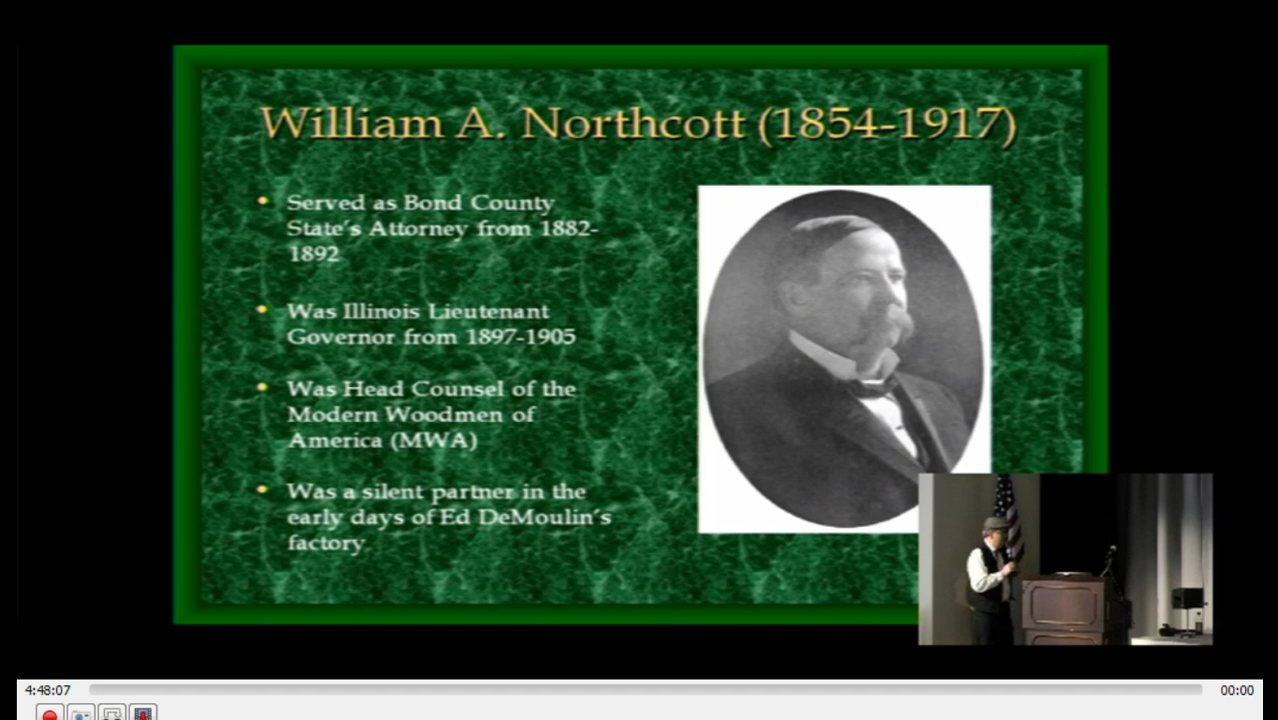 William A. Northcott (1854-1917)
• Served as Bond County
State's Attorney from 1882-
1892
• Was Illinois Lieutenant
Governor from 1897-1905
• Was Head Counsel of the
Modern Woodmen of
America (MWA)
• Was a silent partner in the
early days of Ed DeMoulin's
factory
4:48:07
00:00